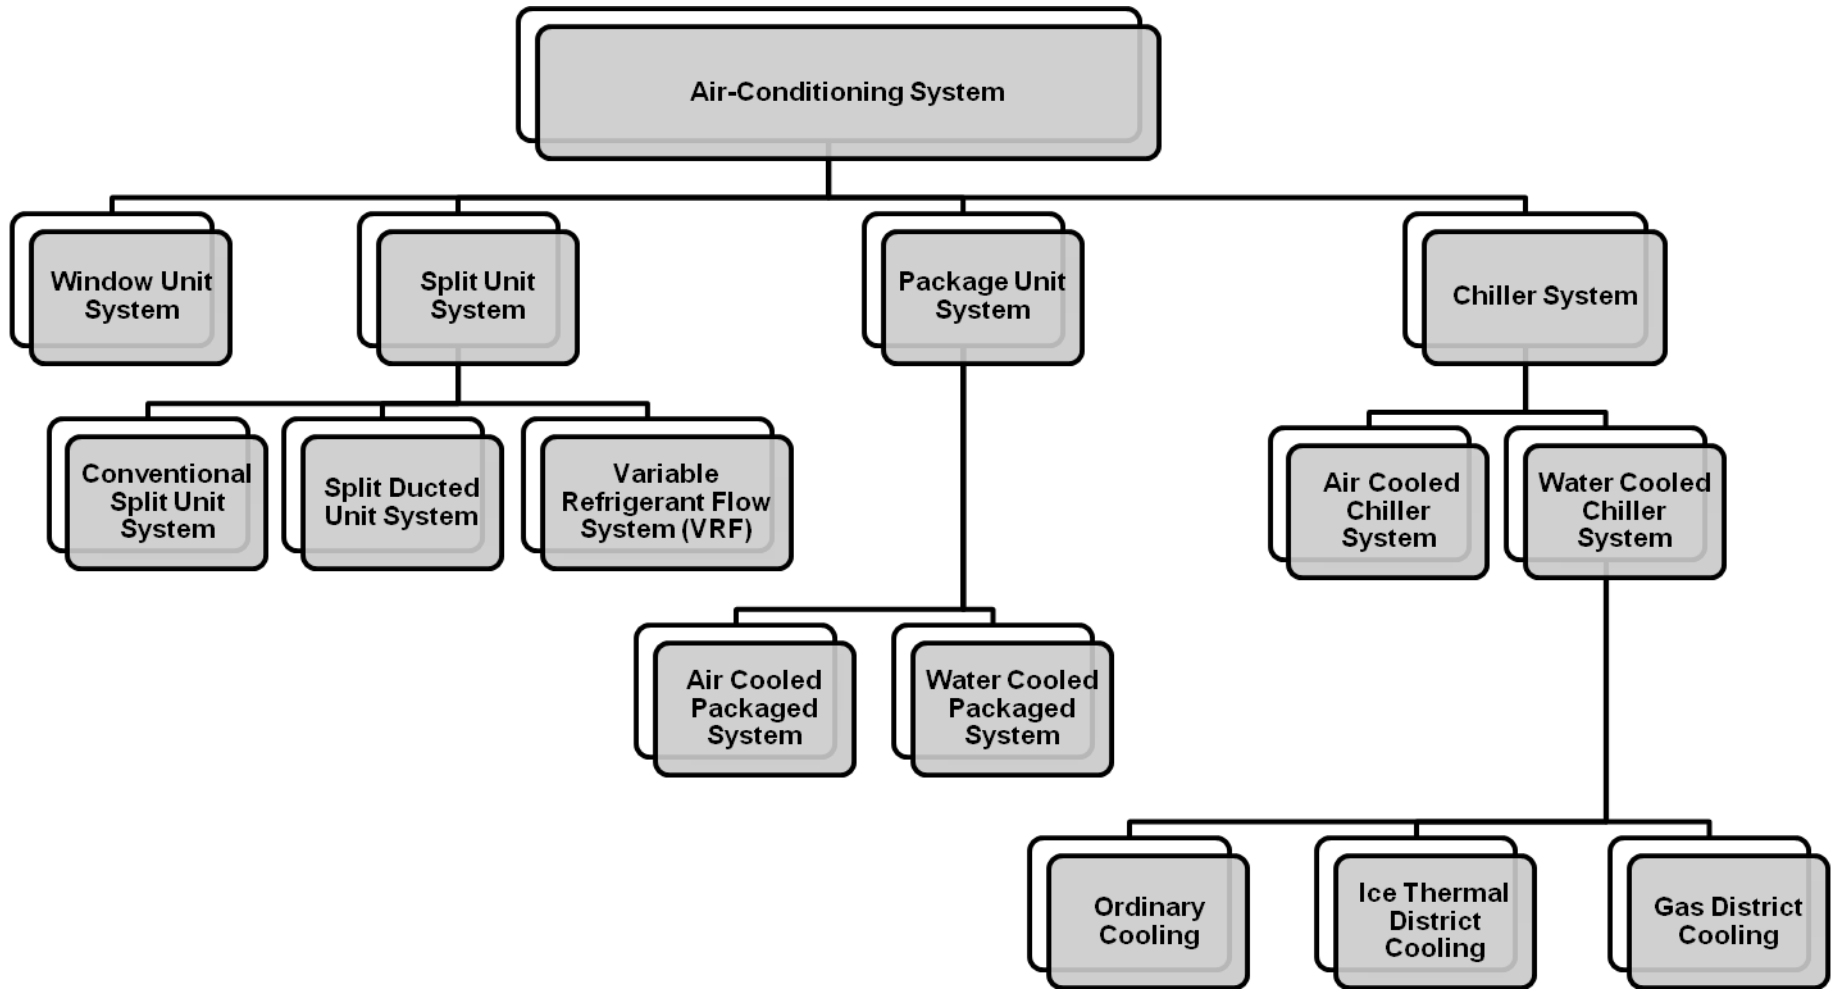 Air-Conditioning System
Window Unit
System
Split Unit
System
Package Unit
System
Chiller System
Conventional
Split Unit
System
Split Ducted
Unit System
Variable
Refrigerant Flow
System (VRF)
Air Cooled
Chiller
System
Water Cooled
Chiller
System
Air Cooled
Packaged
System
Water Cooled
Packaged
System
Ordinary
Cooling
Ice Thermal
District
Cooling
Gas District
Cooling